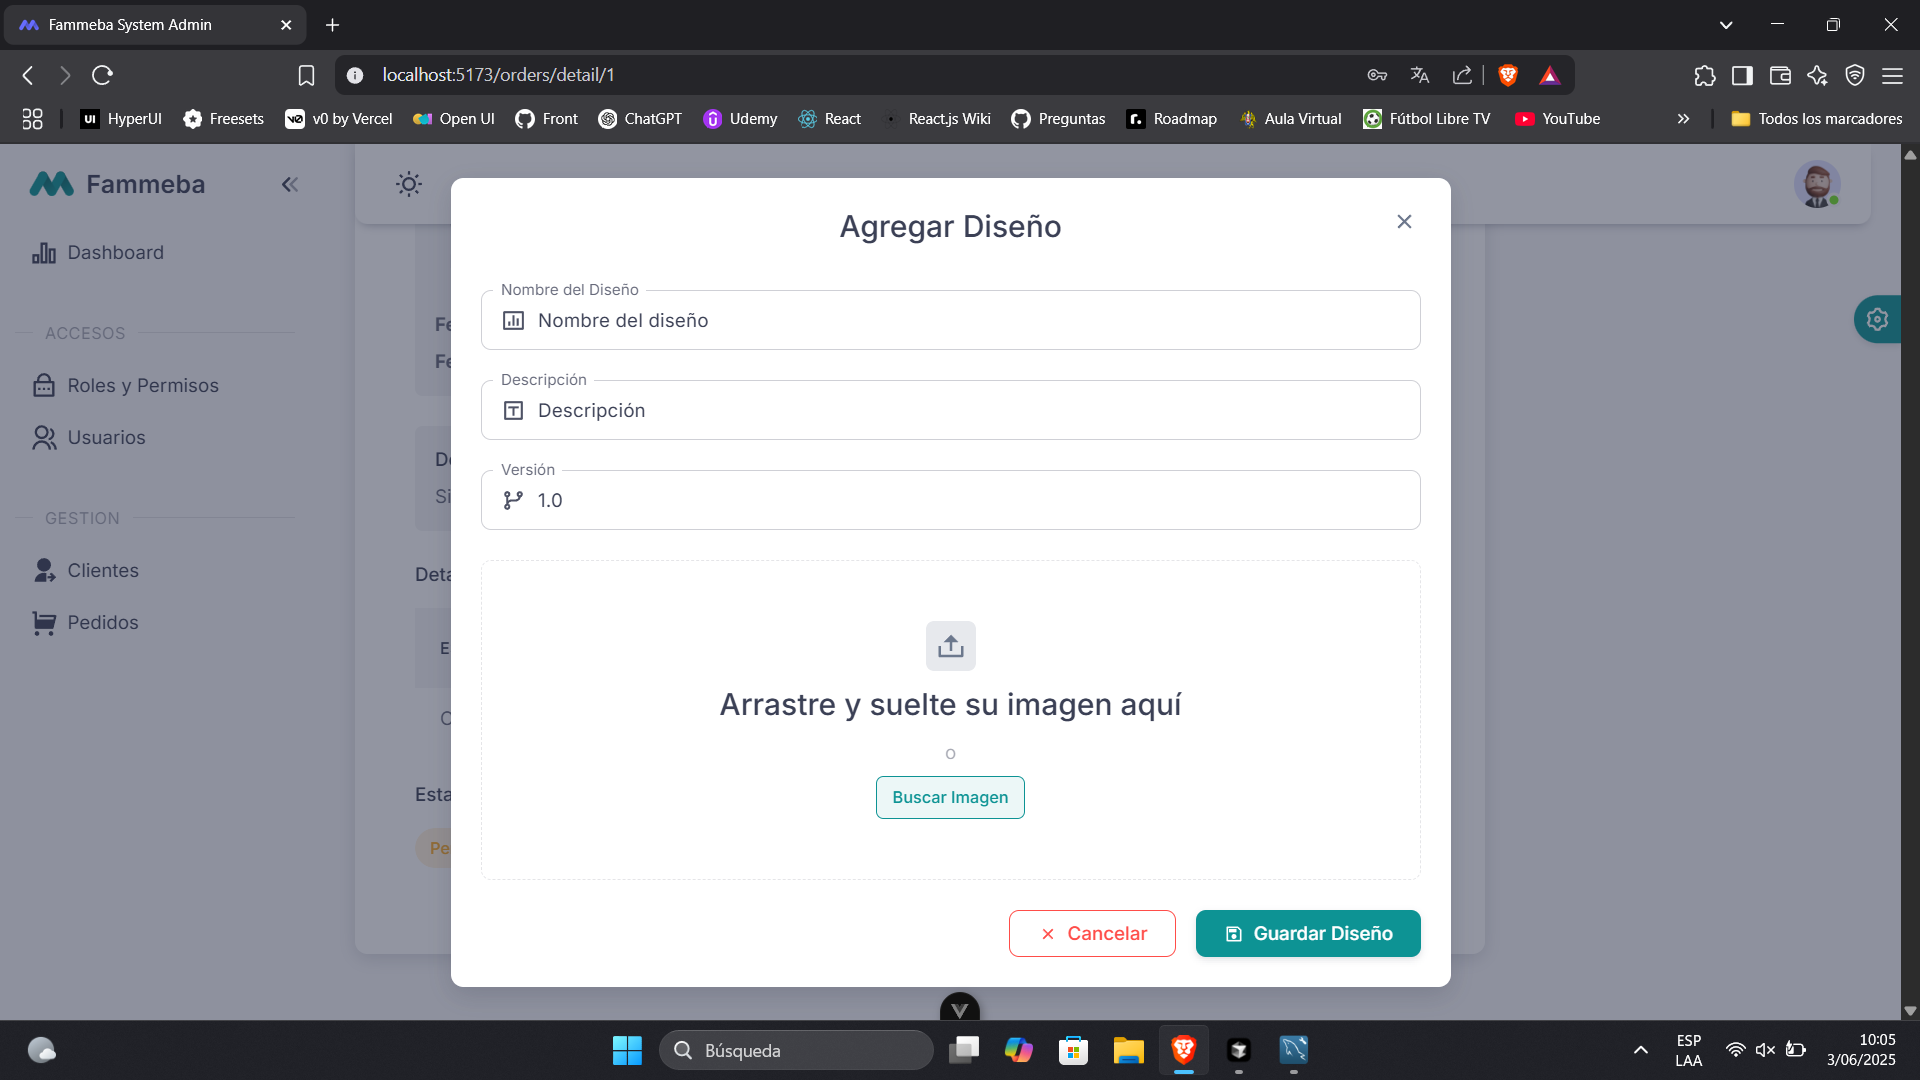 Fammeba System Admin
localhost:5173/orders/detail/1
HyperUI
Freesets
v0 by Vercel
Open UI
Front
ChatGPT
Udemy
React
React.js Wiki
Preguntas
Roadmap
Aula Virtual
Fútbol Libre TV
YouTube
Todos los marcadores
Fammeba
Dashboard
ACCESOS
Roles y Permisos
Usuarios
GESTION
Clientes
Pedidos
Fe
Fe
De
Si
Deta
E
Esta
Pe
Agregar Diseño
Nombre del Diseño
Nombre del diseño
Descripción
Descripción
Versión
1.0
Arrastre y suelte su imagen aquí
o
Buscar Imagen
Cancelar
Guardar Diseño
Búsqueda
ESP
LAA
10:05
3/06/2025